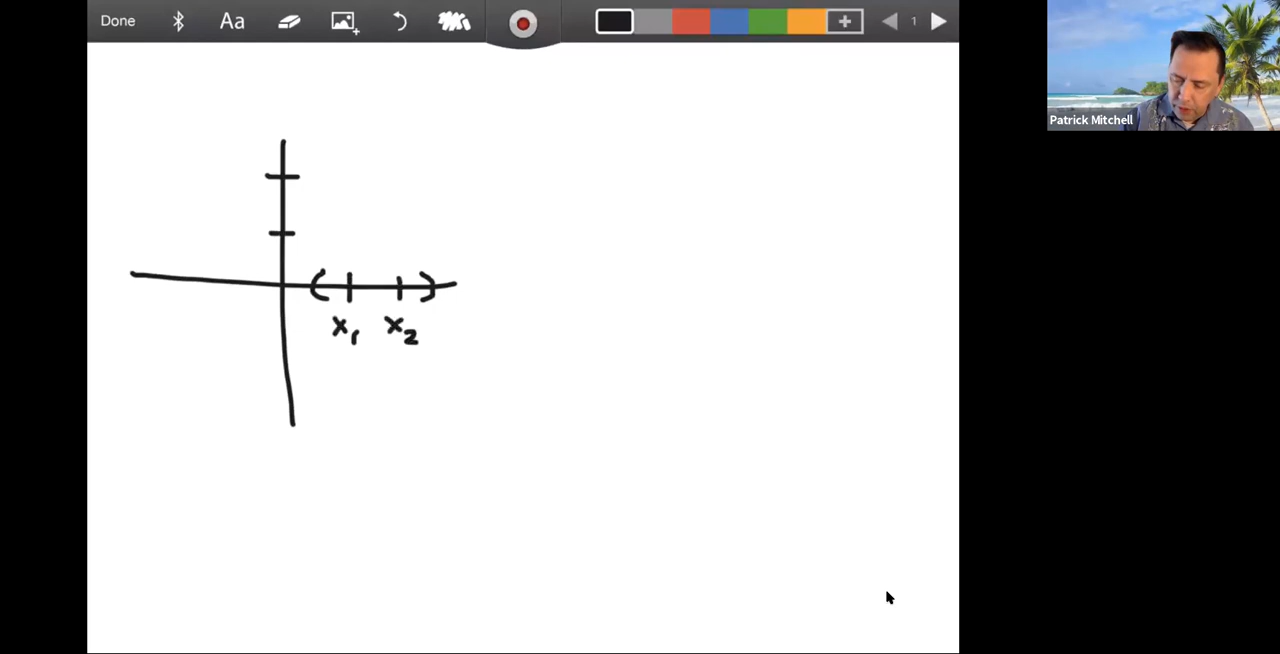 Done Aa 1
Patrick Mitchell
x₁ x₂